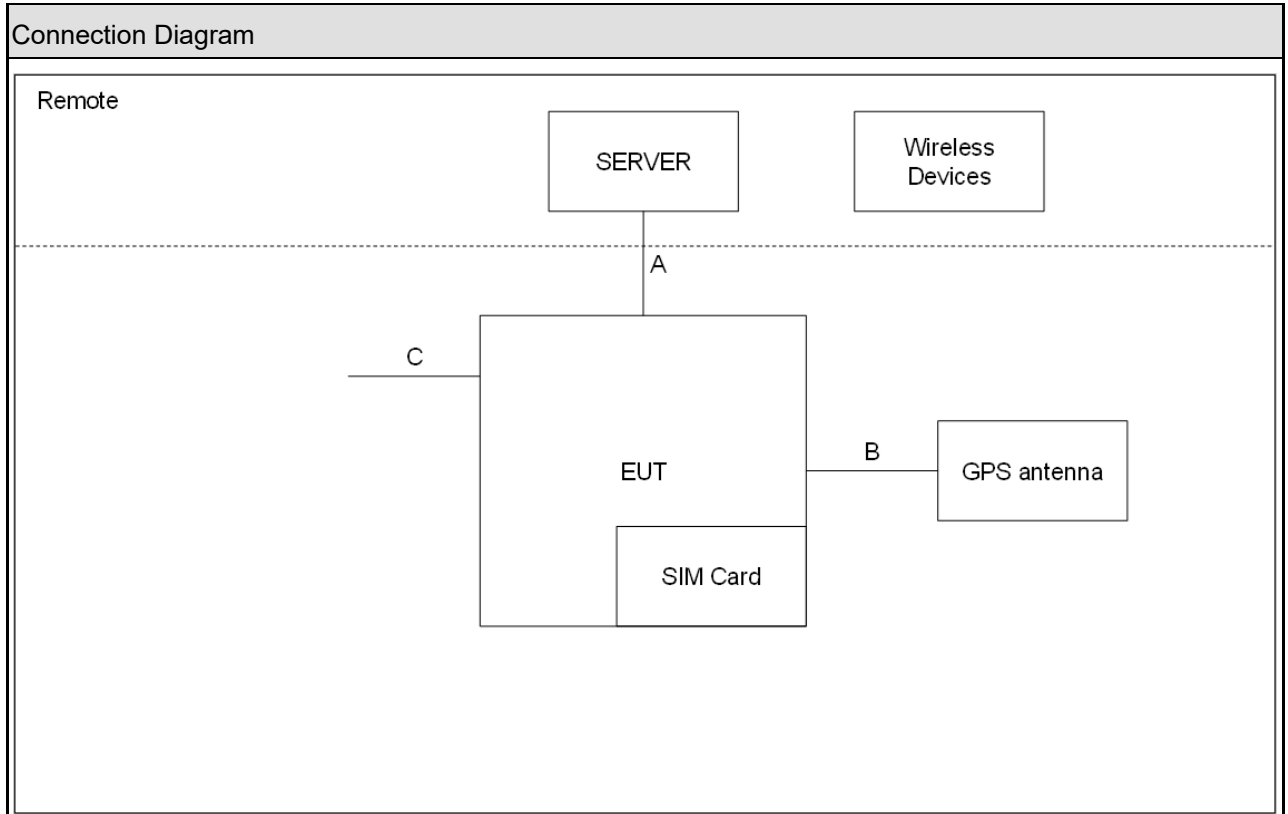 Connection Diagram
Remote
SERVER
Wireless
Devices
A
C
B
EUT
GPS antenna
SIM Card